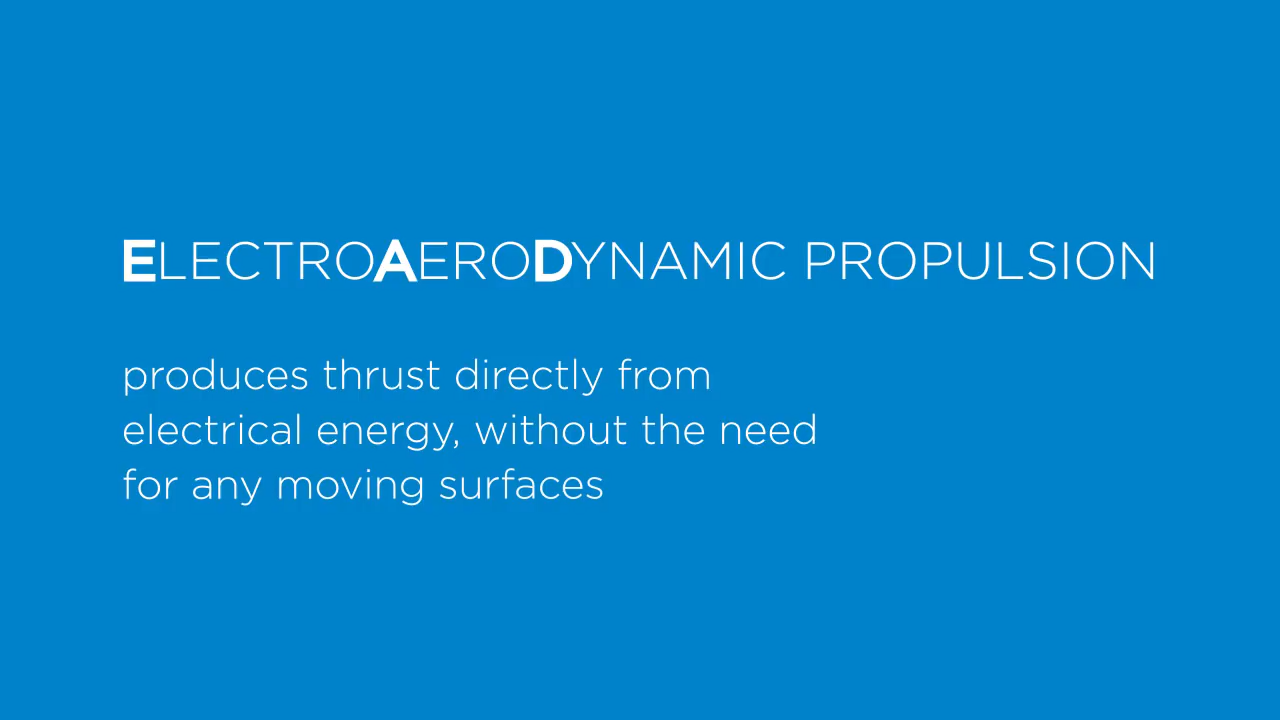 ELECTROAERODYNAMIC PROPULSION
produces thrust directly from
electrical energy, without the need
for any moving surfaces